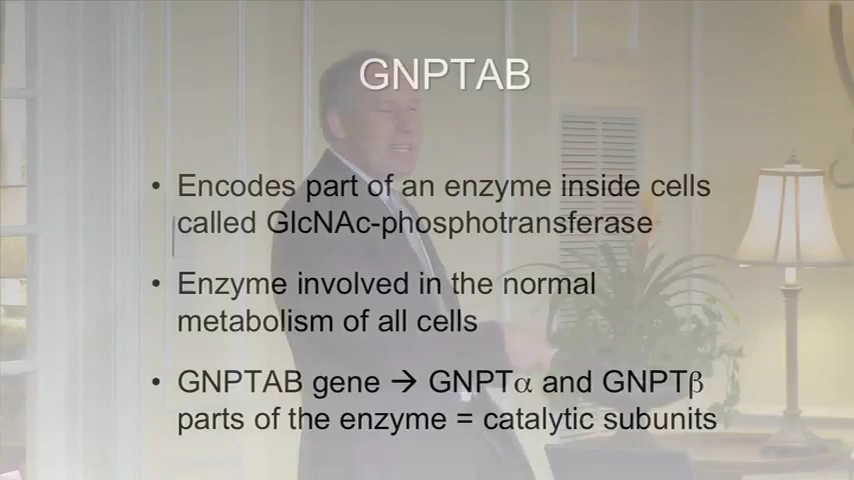 GNPTAB
• Encodes part of an enzyme inside cells
called GlcNAc-phosphotransferase
• Enzyme involved in the normal
metabolism of all cells
• GNPTAB gene → GNPTα and GNPTβ
parts of the enzyme = catalytic subunits